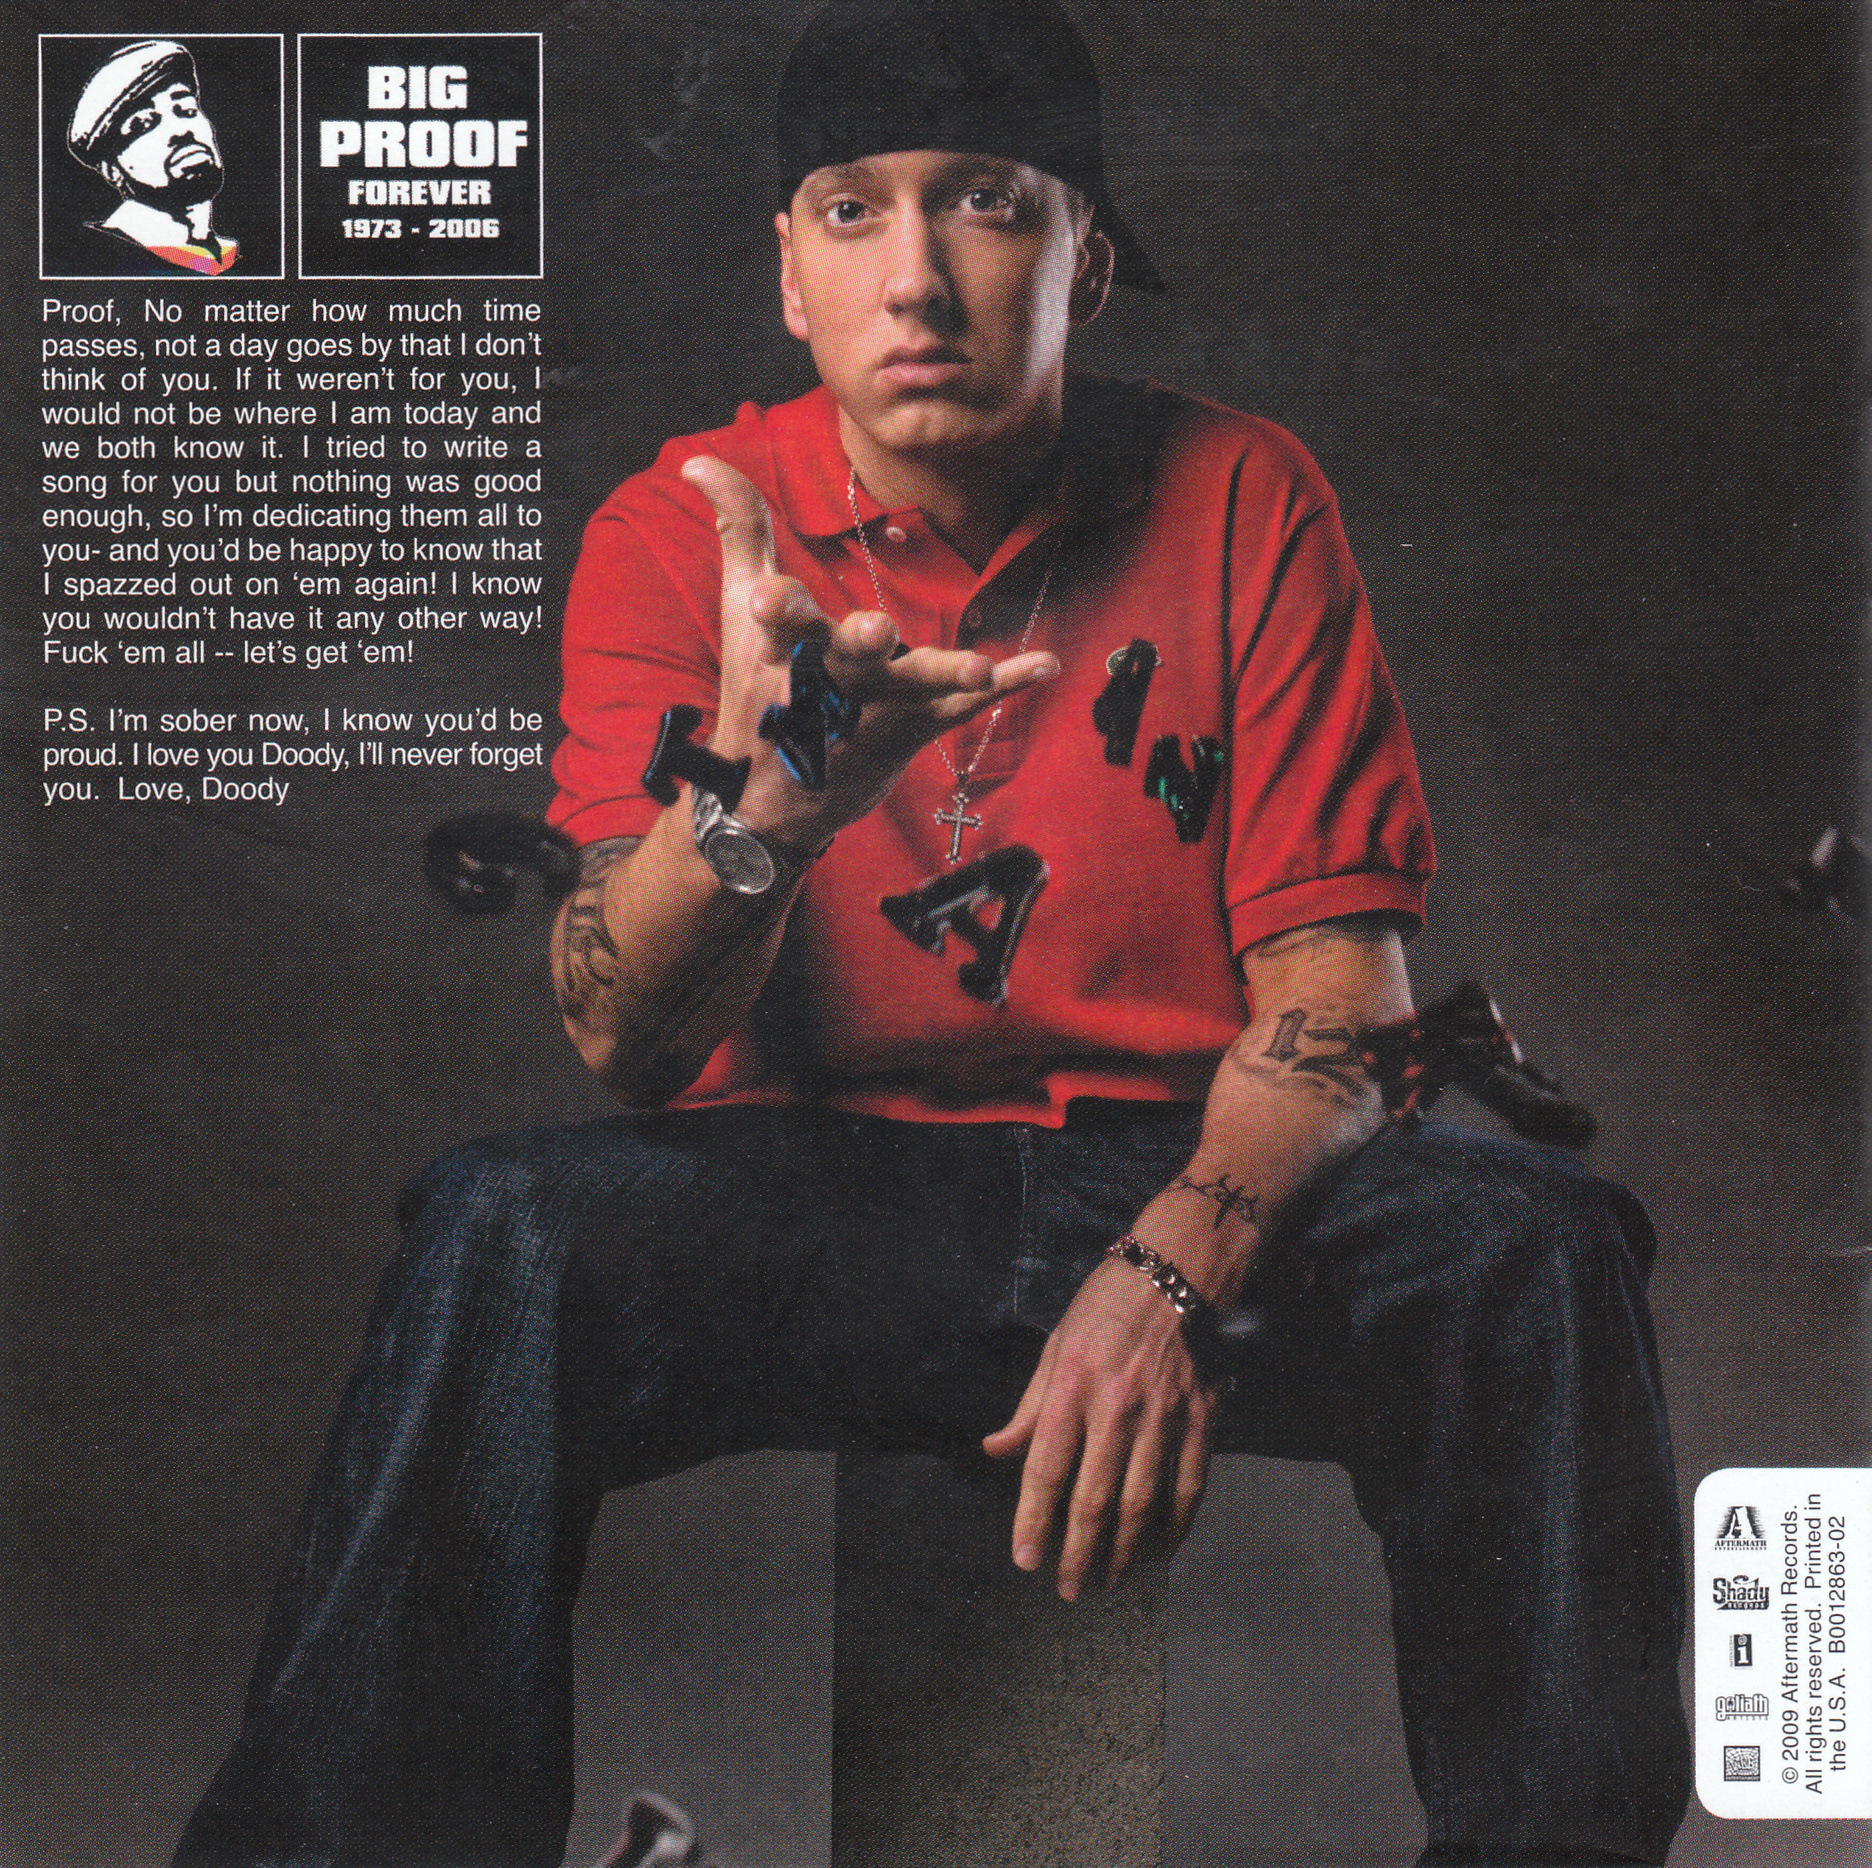 BIG
PROOF
FOREVER
1973 - 2006
Proof, No matter how much time
passes, not a day goes by that I don't
think of you. If it weren't for you, I
would not be where I am today and
we both know it. I tried to write a
song for you but nothing was good
enough, so I'm dedicating them all to
you- and you'd be happy to know that
I spazzed out on ‘em again! I know
you wouldn't have it any other way!
Fuck ‘em all -- let's get ‘em!
P.S. I'm sober now, I know you'd be
proud. I love you Doody, I'll never forget
you. Love, Doody
A
A
AFTERMATH
ENTERTAINMENT
Shady
RECORDS
i
goliath
ARTISTS
© 2009 Aftermath Records.
All rights reserved. Printed in
the U.S.A. B0012863-02